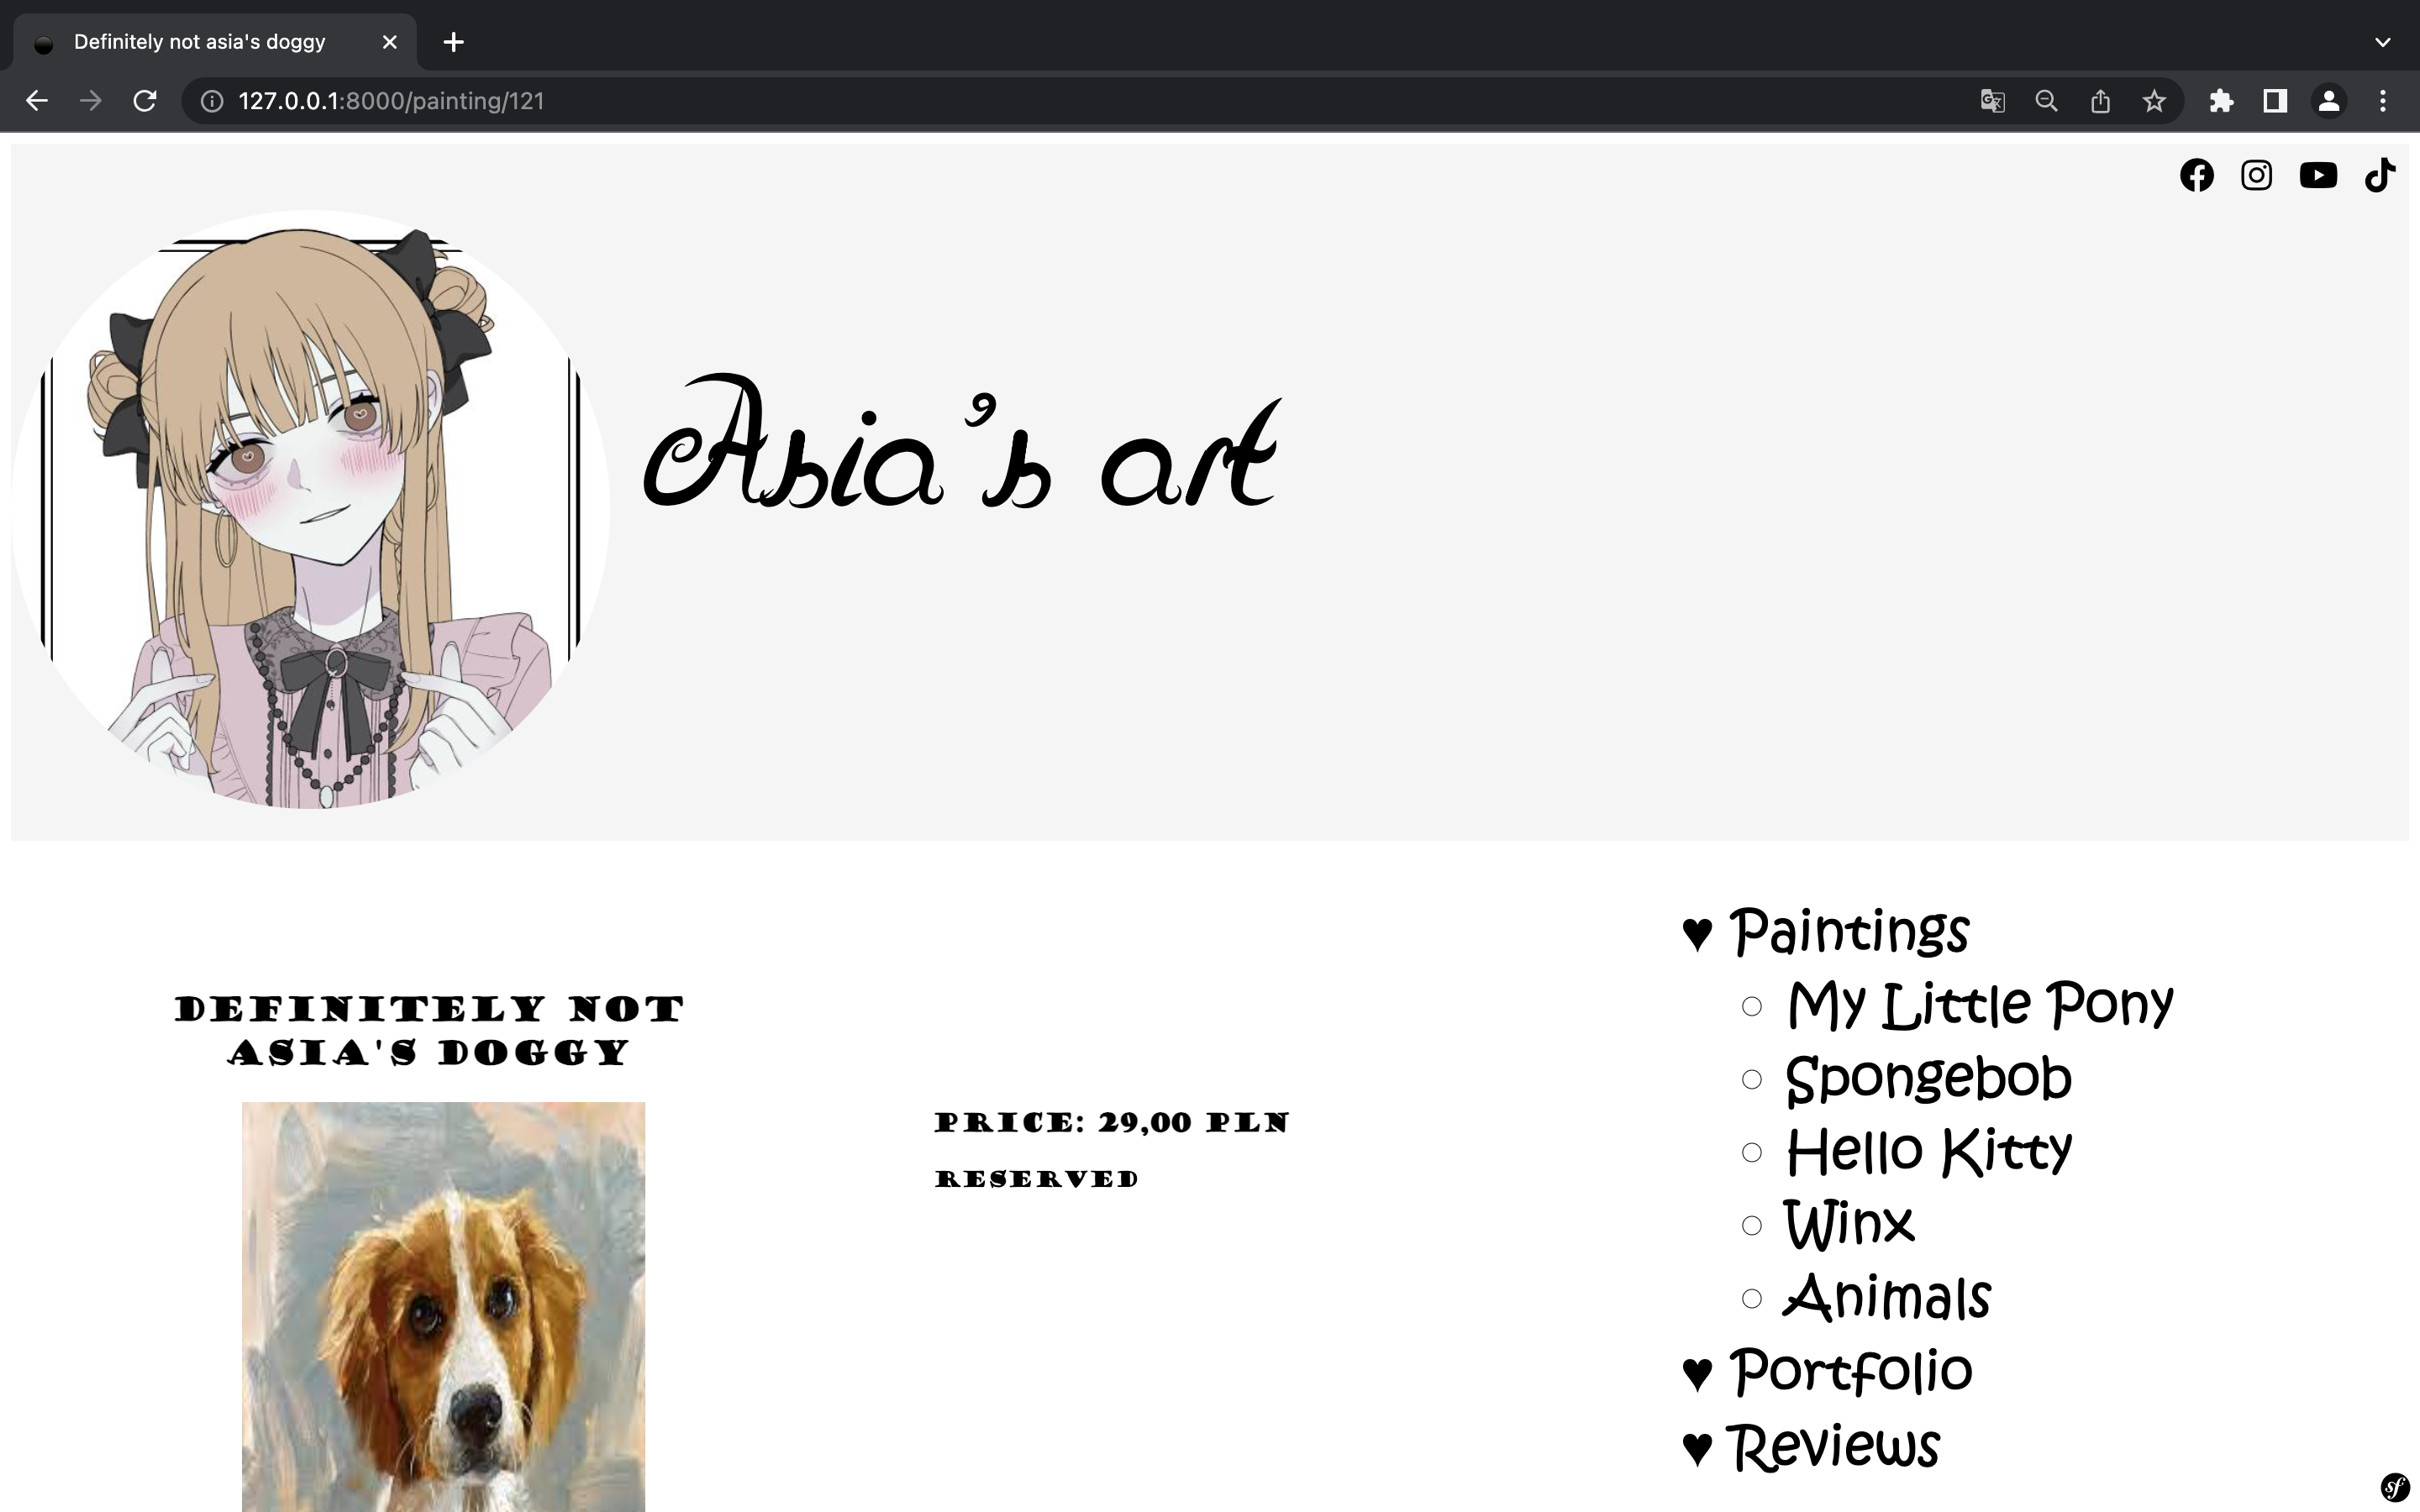 Definitely not asia's doggy
127.0.0.1:8000/painting/121
Asia's art
DEFINITELY NOT
ASIA'S DOGGY
PRICE: 29,00 PLN
RESERVED
♥ Paintings
○ My Little Pony
○ Spongebob
○ Hello Kitty
○ Winx
○ Animals
♥ Portfolio
♥ Reviews
sf